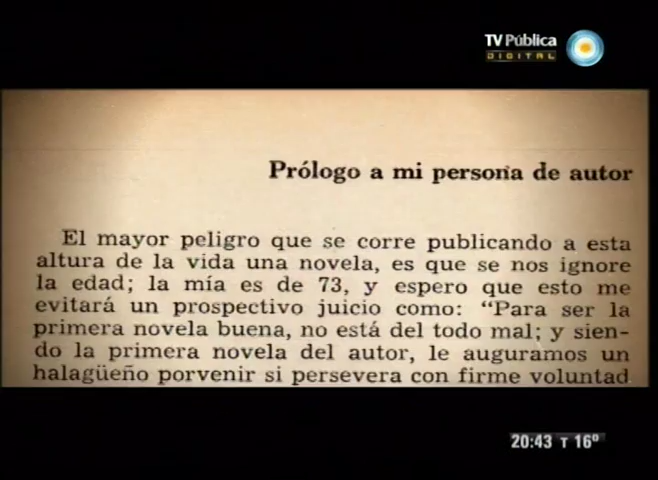 TV Pública
DIGITAL
Prólogo a mi persona de autor
El mayor peligro que se corre publicando a esta
altura de la vida una novela, es que se nos ignore
la edad; la mía es de 73, y espero que esto me
evitará un prospectivo juicio como: “Para ser la
primera novela buena, no está del todo mal; y sien-
do la primera novela del autor, le auguramos un
halagüeño porvenir si persevera con firme voluntad
20:43 T 16º